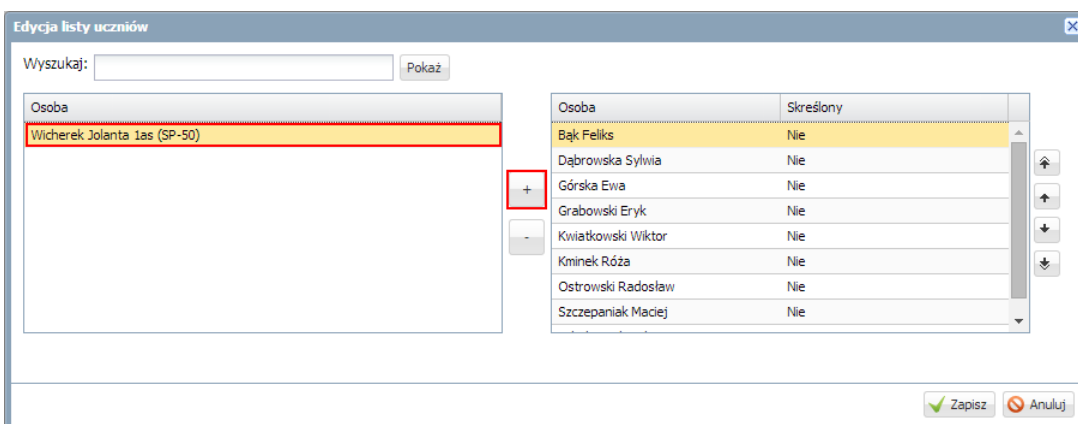 Edycja listy uczniów
Wyszukaj: Pokaż
Osoba
Wicherek Jolanta 1as (SP-50)
+
-
Osoba Skreślony
Bąk Feliks Nie
Dąbrowska Sylwia Nie
Górska Ewa Nie
Grabowski Eryk Nie
Kwiatkowski Wiktor Nie
Kminek Róża Nie
Ostrowski Radosław Nie
Szczepaniak Maciej Nie
Zapisz Anuluj